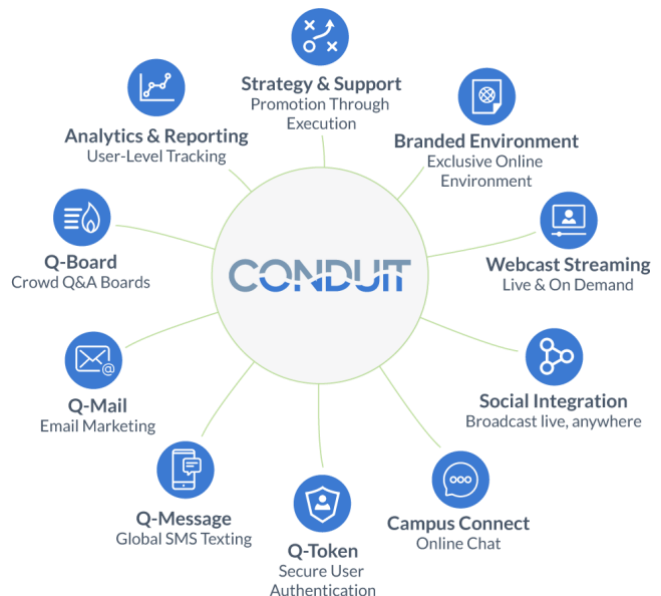 Strategy & Support
Promotion Through
Execution
Branded Environment
Exclusive Online
Environment
Webcast Streaming
Live & On Demand
Social Integration
Broadcast live, anywhere
Campus Connect
Online Chat
Q-Token
Secure User
Authentication
Q-Message
Global SMS Texting
Q-Mail
Email Marketing
@
Q-Board
Crowd Q&A Boards
Analytics & Reporting
User-Level Tracking
CONDUIT